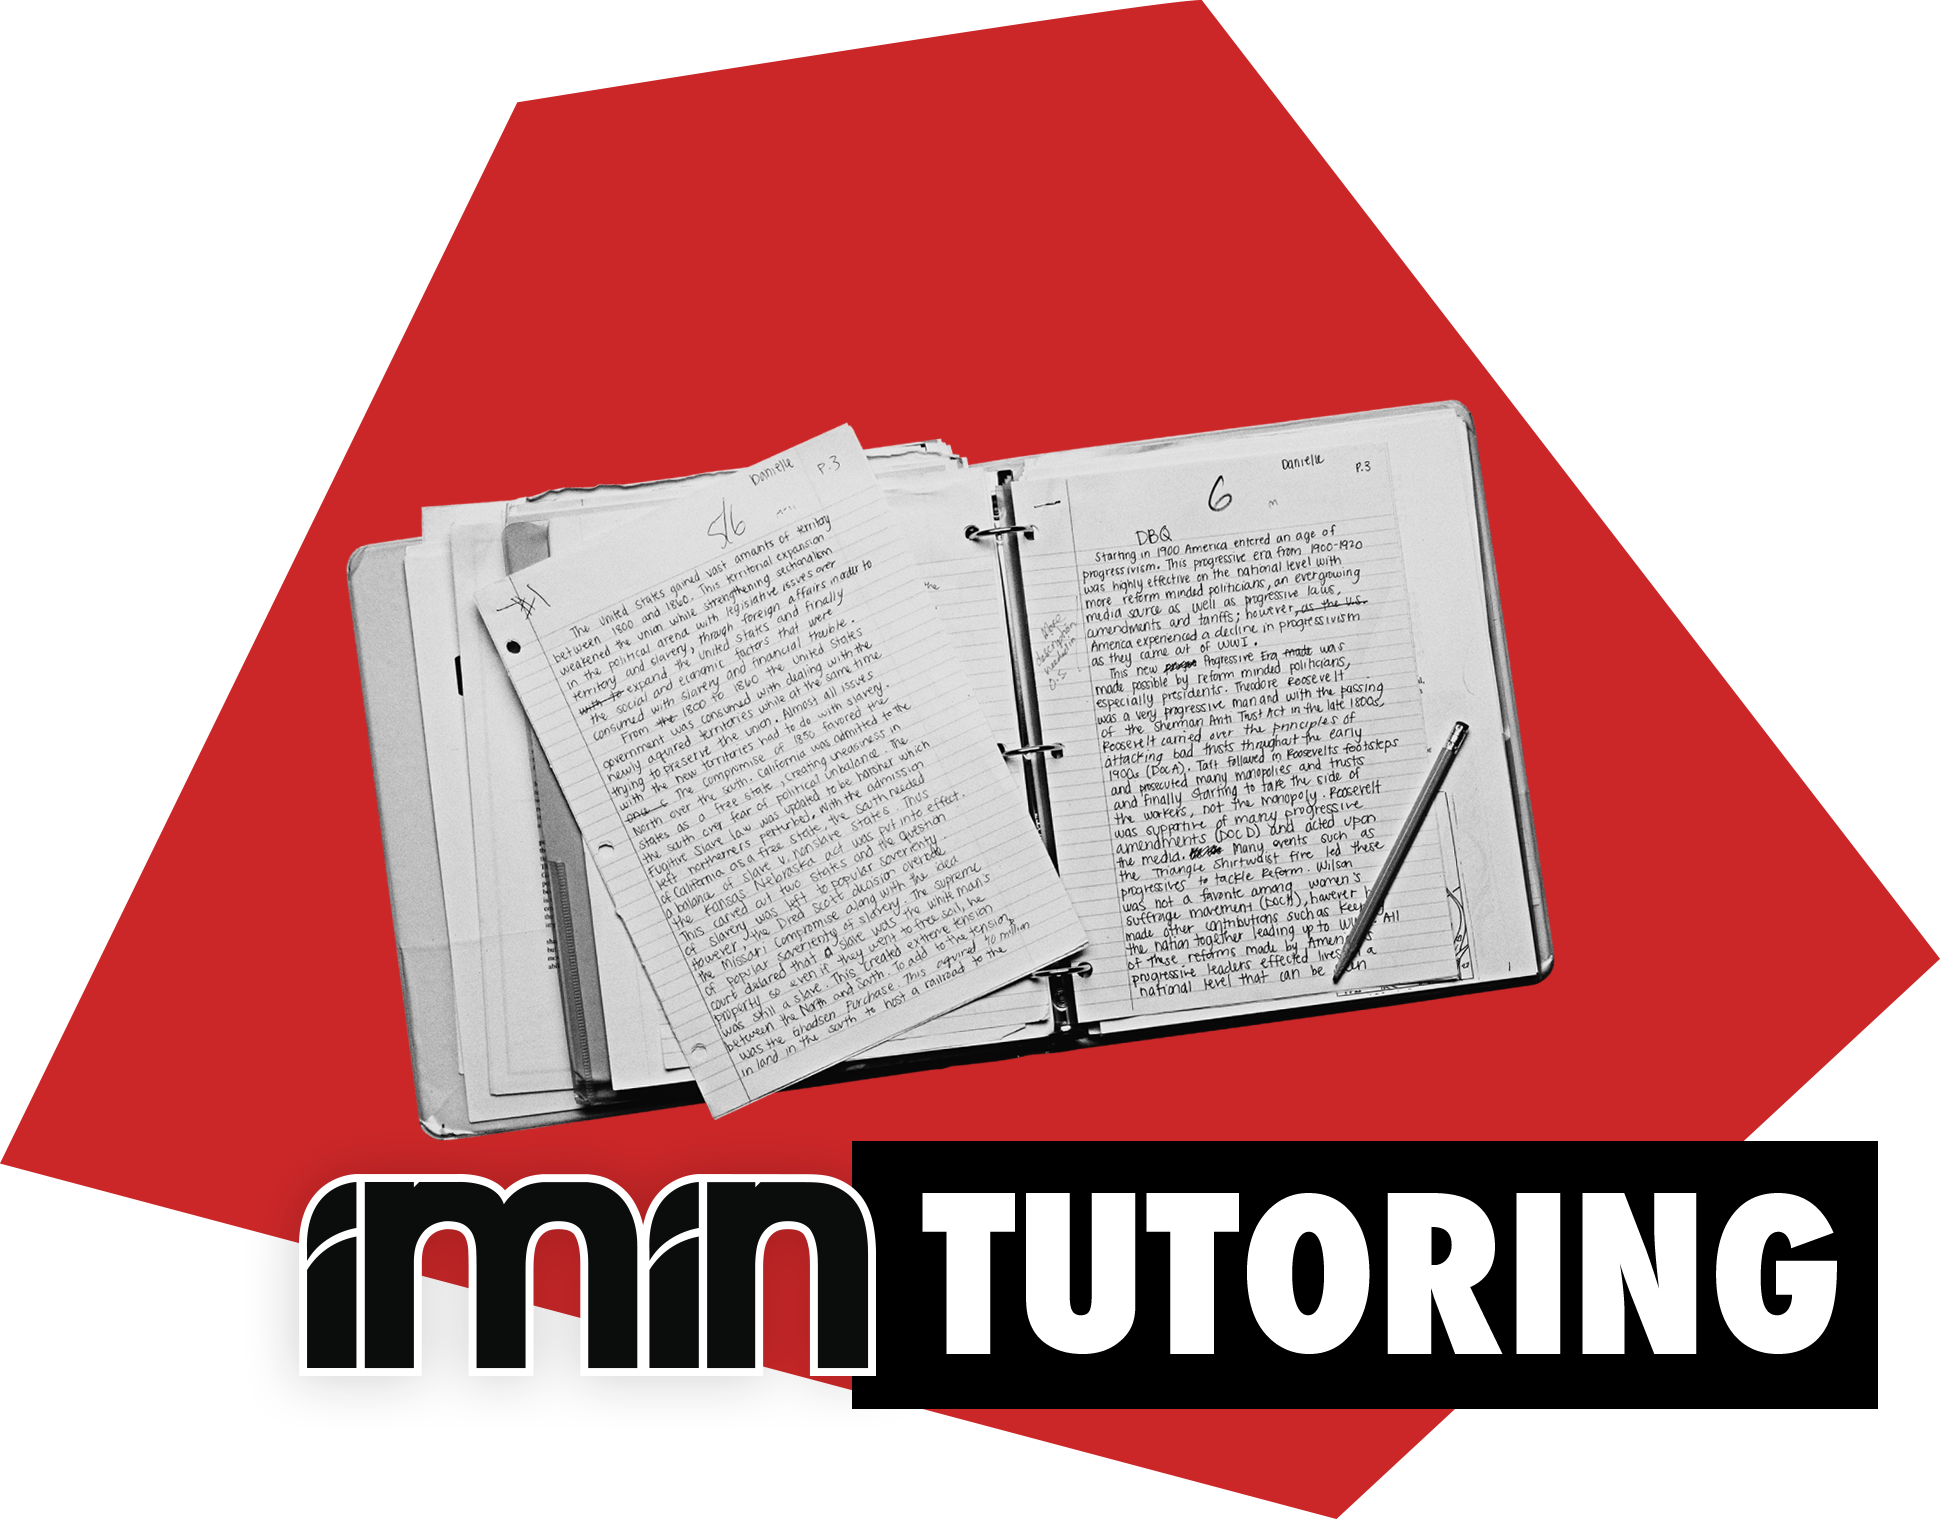 Danielle
P.3
5/6
#1
The United States gained vast amounts of territory
between 1800 and 1860. This territorial expansion
weakened the union while strengthening sectionalism
in the political arena with legislative issues over
territory and slavery, through foreign affairs in order to
with to expand the United States and finally
the social and economic factors that were
consumed with slavery and financial trouble.
From the 1800 to 1860 the United States
government was consumed with dealing with the
newly aquired territories while at the same time
trying to preserve the union. Almost all issues
with the new territories had to do with slavery.
The Compromise of 1850 favored the
North over the South. California was admitted to the
states as a free state, creating uneasiness in
the south over fear of political unbalance. The
Fugitive Slave Law was updated to be harsher which
left northerners perturbed. With the admission
of California as a free state, the South needed
a balance of slave v. nonslave states. Thus
the Kansas Nebraska act was put into effect.
This carved out two states and the question
of slavery was left to popular soverienty.
However, the Dred Scott decision overode
the Missouri Compromise along with the idea
of popular soverienty of slavery. The supreme
court delared that a slave was the white man's
property so even if they went to free soil, he
was still a slave. This created extreme tension
between the North and South. To add to the tension,
was the Ghadsen Purchase. This aquired 40 million
in land in the south to host a railroad to the
the
Danielle
P.3
6
DBQ
Starting in 1900 America entered an age of
progressivism. This progressive era from 1900-1920
was highly effective on the national level with
more reform minded politicians, an evergrowing
media source as well as progressive laws,
amendments and tariffs; however, as the U.S.
America experienced a decline in progressivism
as they came out of WWI.
This new Progressive Era made was
made possible by reform minded politicians,
especially presidents. Theodore Roosevelt
was a very progressive man and with the passing
of the Sherman Anti Trust Act in the late 1800s,
Roosevelt carried over the principles of
attacking bad trusts throughout the early
1900s (Doc A). Taft followed in Roosevelts footsteps
and prosecuted many monopolies and trusts
and finally starting to take the side of
the workers, not the monopoly. Roosevelt
was supportive of many progressive
amendments (DOC D) and acted upon
the media. Many events such as
the Triangle Shirtwaist fire led these
progressives to tackle Reform. Wilson
was not a favorite among women's
suffrage movement (Doc H), however
made other contributions such as
the nation together leading up to All
of these reforms made by
progressive leaders effected a
national level that can be
More
description
needed in
imin TUTORING